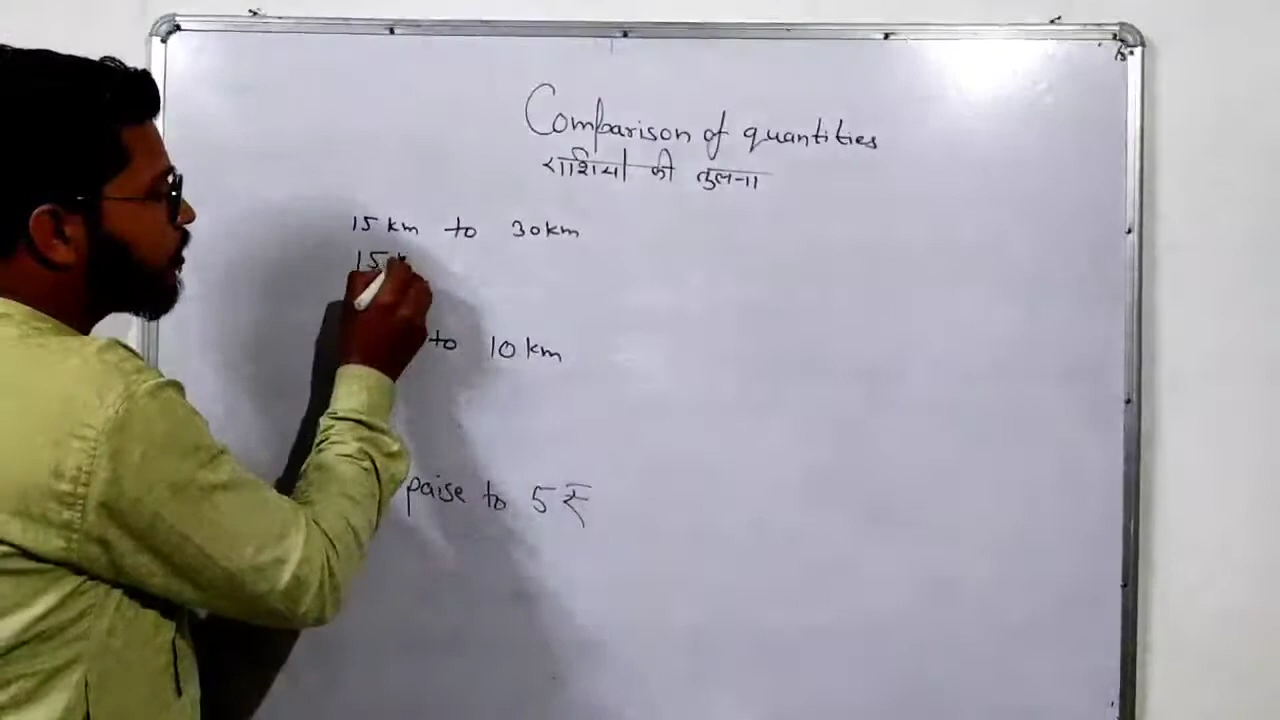 Comparison of quantities
राशियों की तुलना
15 km to 30km
15 k
to 10 km
paise to 5 ₹